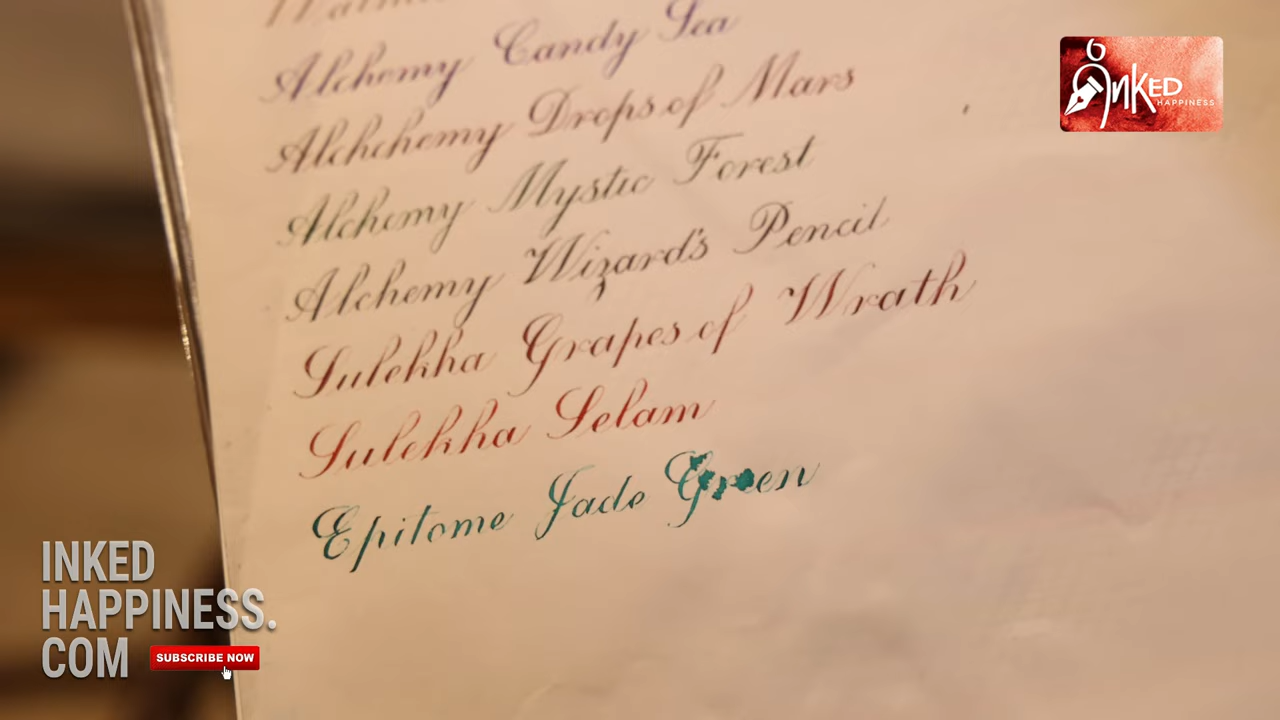 Alchemy Candy Sea
Alchchemy Drops of Mars
Alchemy Mystic Forest
Alchemy Wizard's Pencil
Sulekha Grapes of Wrath
Sulekha Selam
Epitome Jade Green
INKED
HAPPINESS
INKED
HAPPINESS.
COM
SUBSCRIBE NOW